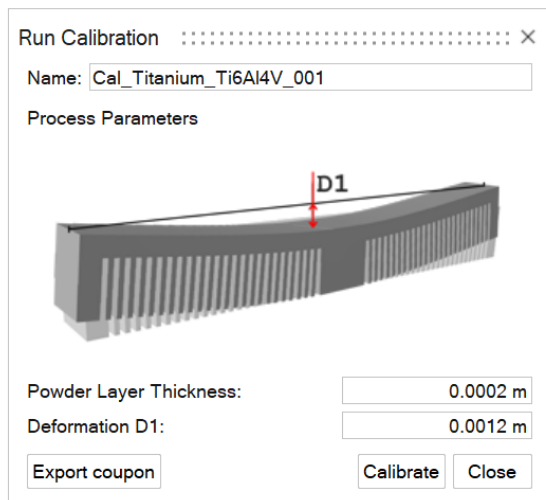 Run Calibration
Name: Cal_Titanium_Ti6Al4V_001
Process Parameters
D1
Powder Layer Thickness: 0.0002 m
Deformation D1: 0.0012 m
Export coupon Calibrate Close